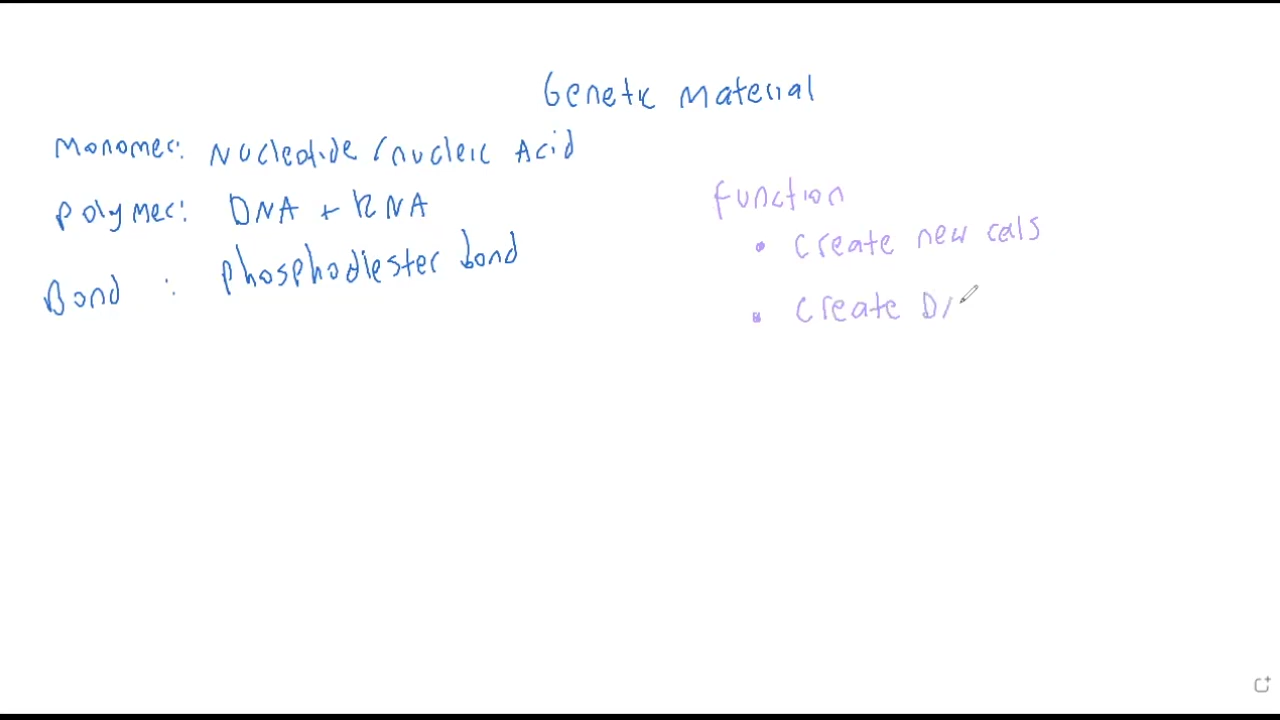 Genetic Material
Monomer: Nucleotide / nucleic Acid
Polymer: DNA + RNA
Bond : Phosphodiester bond
Function
• Create new cells
• Create D